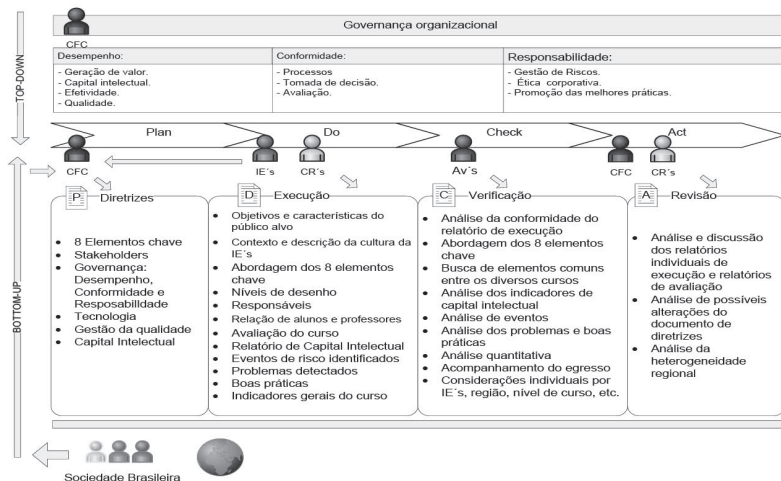 Governança organizacional
CFC
TOP-DOWN
Desempenho:
- Geração de valor.
- Capital intelectual.
- Efetividade.
- Qualidade.
Conformidade:
- Processos
- Tomada de decisão.
- Avaliação.
Responsabilidade:
- Gestão de Riscos.
- Ética corporativa.
- Promoção das melhores práticas.
Plan
Do
Check
Act
CFC
IE´s
CR's
Av´s
CFC
CR´s
BOTTOM-UP
P
Diretrizes
• 8 Elementos chave
• Stakeholders
• Governança:
Desempenho,
Conformidade e
Resposabilidade
• Tecnologia
• Gestão da qualidade
• Capital Intelectual
D
Execução
• Objetivos e características do
público alvo
• Contexto e descrição da cultura da
IE´s
• Abordagem dos 8 elementos
chave
• Níveis de desenho
• Responsáveis
• Relação de alunos e professores
• Avaliação do curso
• Relatório de Capital Intelectual
• Eventos de risco identificados
• Problemas detectados
• Boas práticas
• Indicadores gerais do curso
C
Verificação
• Análise da conformidade do
relatório de execução
• Abordagem dos 8 elementos
chave
• Busca de elementos comuns
entre os diversos cursos
• Análise dos indicadores de
capital intelectual
• Análise de eventos
• Análise dos problemas e boas
práticas
• Análise quantitativa
• Acompanhamento do egresso
• Considerações individuais por
IE´s, região, nível de curso, etc.
A
Revisão
• Análise e discussão
dos relatórios
individuais de
execução e relatórios
de avaliação
• Análise de possíveis
alterações do
documento de
diretrizes
• Análise da
heterogeneidade
regional
Sociedade Brasileira